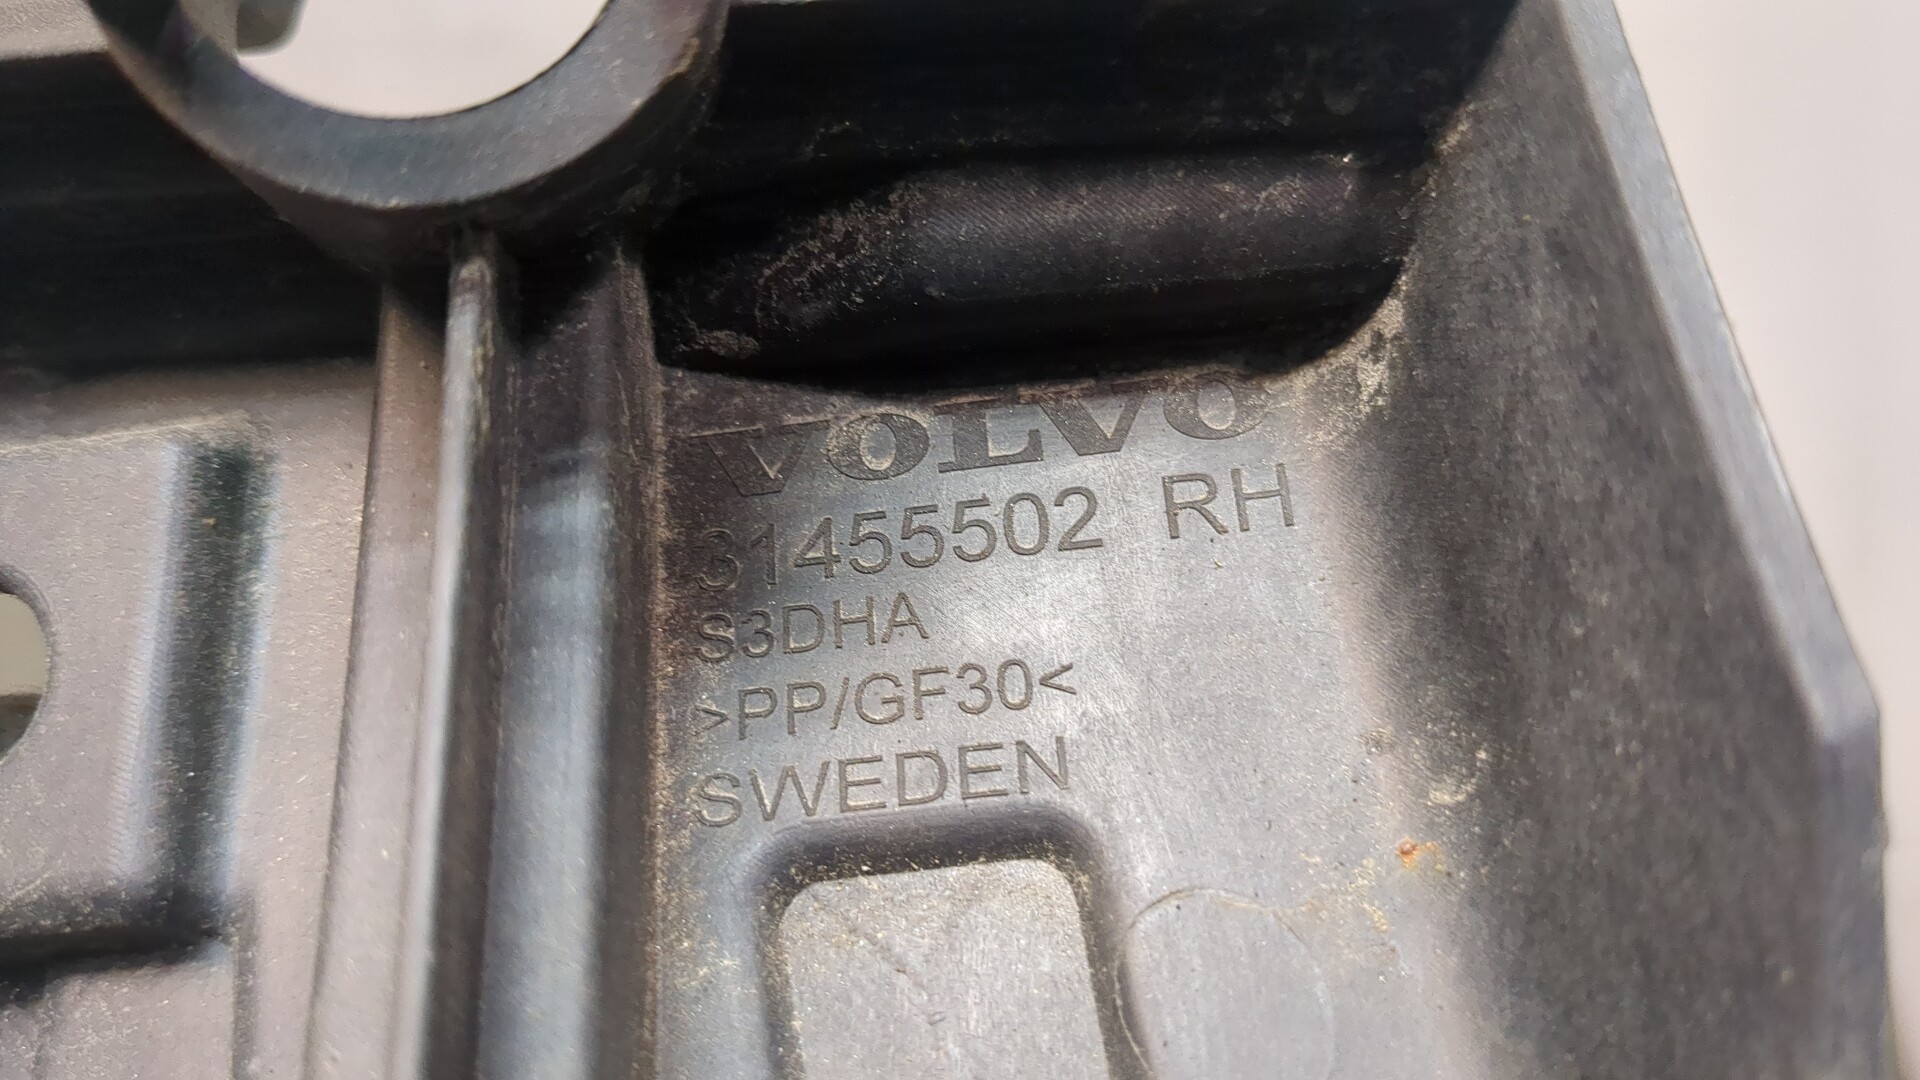 VOLVO
31455502 RH
S3DHA
>PP/GF30<
SWEDEN